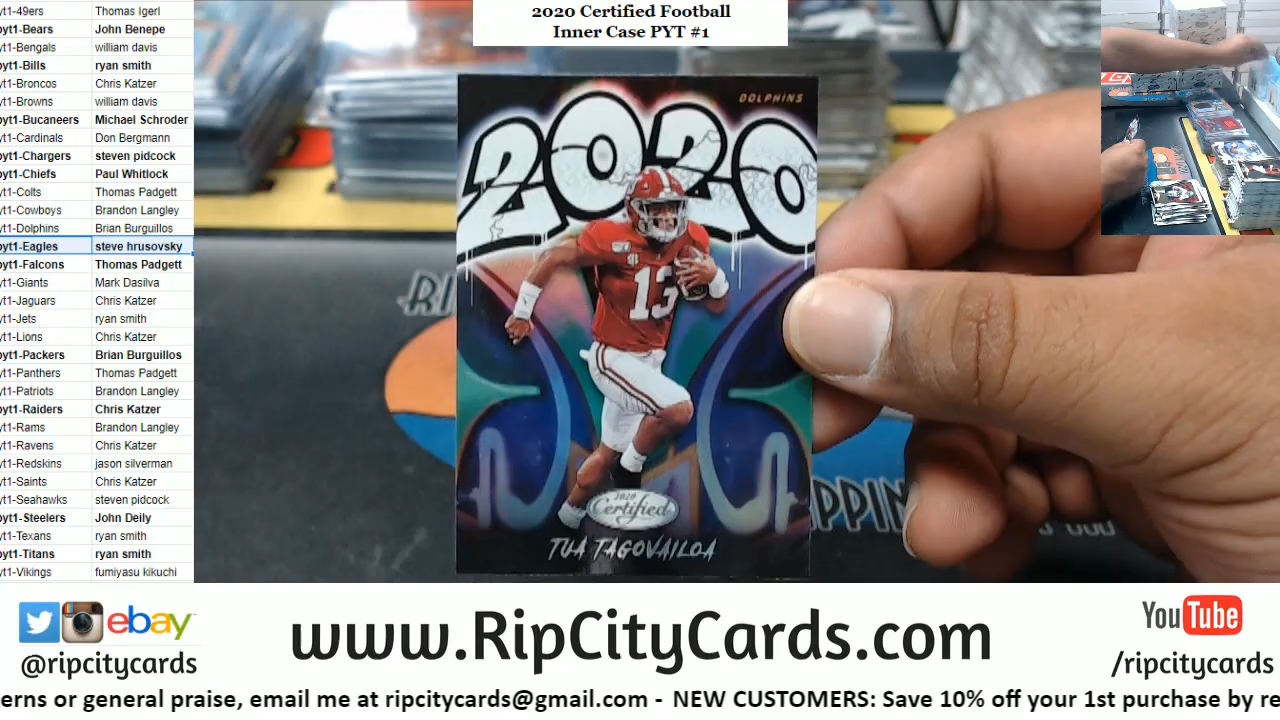 yt1-49ers Thomas Igerl
pyt1-Bears John Benepe
yt1-Bengals william davis
pyt1-Bills ryan smith
yt1-Broncos Chris Katzer
yt1-Browns william davis
pyt1-Bucaneers Michael Schroder
yt1-Cardinals Don Bergmann
pyt1-Chargers steven pidcock
pyt1-Chiefs Paul Whitlock
yt1-Colts Thomas Padgett
yt1-Cowboys Brandon Langley
yt1-Dolphins Brian Burguillos
pyt1-Eagles steve hrusovsky
pyt1-Falcons Thomas Padgett
yt1-Giants Mark Dasilva
yt1-Jaguars Chris Katzer
yt1-Jets ryan smith
yt1-Lions Chris Katzer
pyt1-Packers Brian Burguillos
yt1-Panthers Thomas Padgett
yt1-Patriots Brandon Langley
pyt1-Raiders Chris Katzer
yt1-Rams Brandon Langley
yt1-Ravens Chris Katzer
yt1-Redskins jason silverman
yt1-Saints Chris Katzer
yt1-Seahawks steven pidcock
pyt1-Steelers John Deily
yt1-Texans ryan smith
pyt1-Titans ryan smith
yt1-Vikings fumiyasu kikuchi
2020 Certified Football
Inner Case PYT #1
DOLPHINS
2020
13
2020
Certified
TUA TAGOVAILOA
RI
PPIN
ebay
@ripcitycards
www.RipCityCards.com
YouTube
/ripcitycards
erns or general praise, email me at ripcitycards@gmail.com - NEW CUSTOMERS: Save 10% off your 1st purchase by re